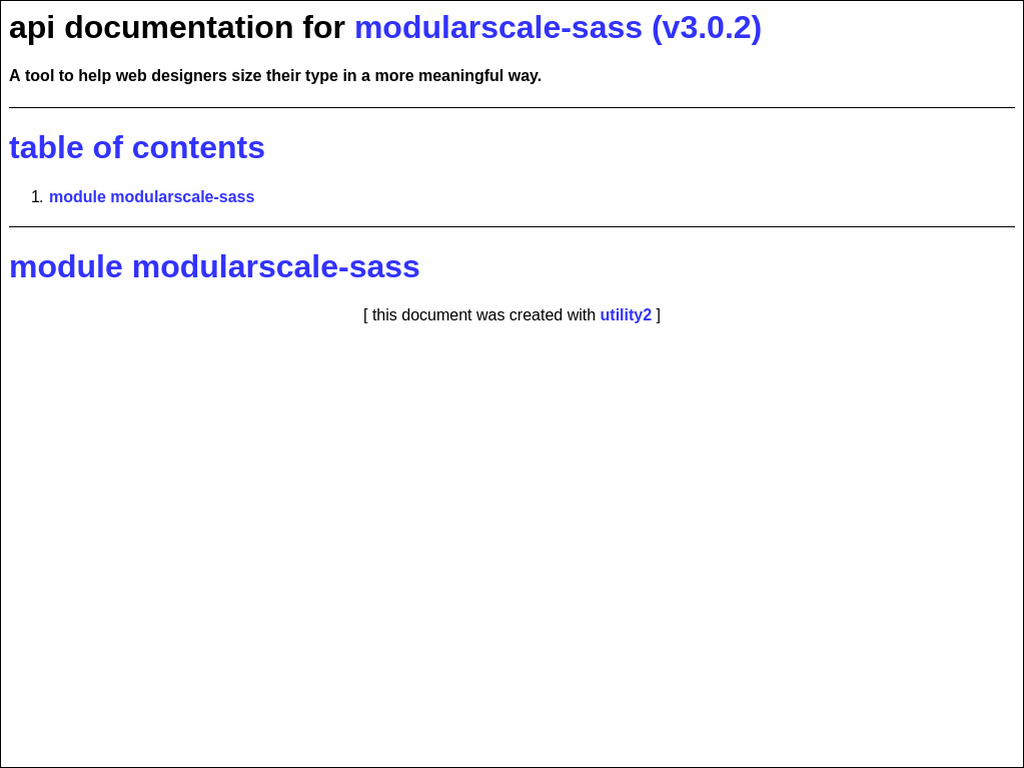 api documentation for modularscale-sass (v3.0.2)
A tool to help web designers size their type in a more meaningful way.
table of contents
1. module modularscale-sass
module modularscale-sass
[ this document was created with utility2 ]